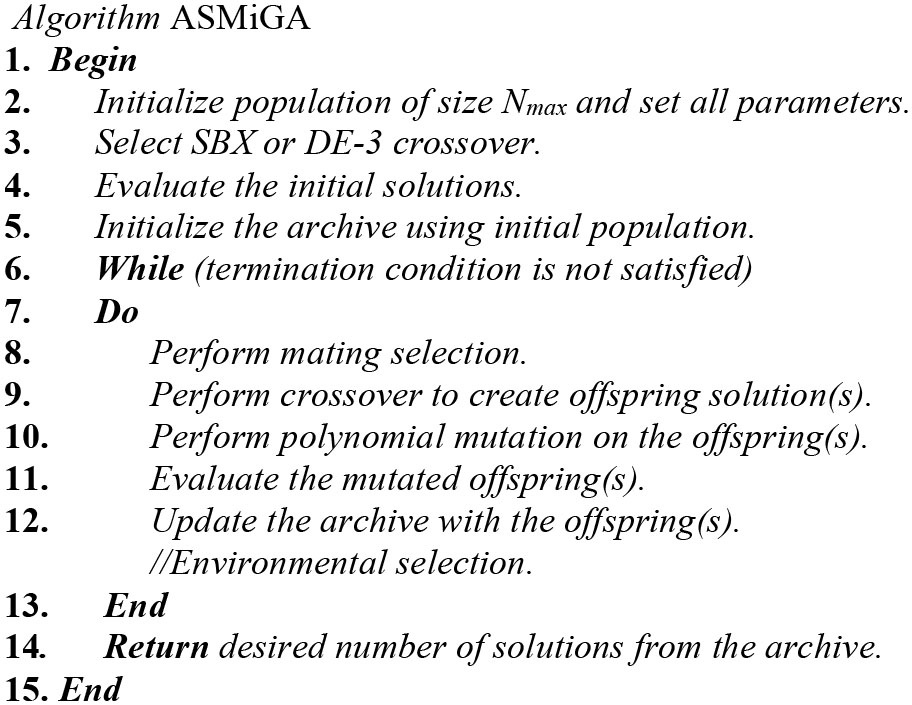 Algorithm ASMiGA
1. Begin
2. Initialize population of size Nmax and set all parameters.
3. Select SBX or DE-3 crossover.
4. Evaluate the initial solutions.
5. Initialize the archive using initial population.
6. While (termination condition is not satisfied)
7. Do
8. Perform mating selection.
9. Perform crossover to create offspring solution(s).
10. Perform polynomial mutation on the offspring(s).
11. Evaluate the mutated offspring(s).
12. Update the archive with the offspring(s).
//Environmental selection.
13. End
14. Return desired number of solutions from the archive.
15. End